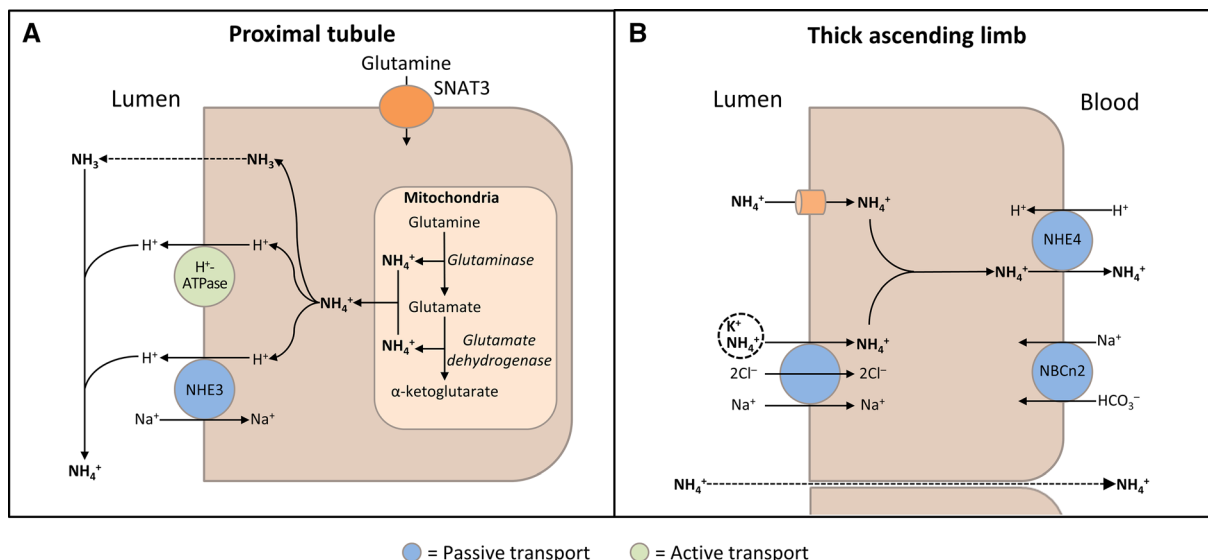 A
Proximal tubule
Glutamine
SNAT3
Lumen
NH₃
NH₃
Mitochondria
Glutamine
H⁺
H⁺
H⁺-
ATPase
NH₄⁺
Glutaminase
NH₄⁺
Glutamate
NH₄⁺
Glutamate
dehydrogenase
H⁺
H⁺
NHE3
α-ketoglutarate
Na⁺
Na⁺
NH₄⁺
B
Thick ascending limb
Lumen
Blood
NH₄⁺
NH₄⁺
H⁺
H⁺
NHE4
NH₄⁺
NH₄⁺
K⁺
NH₄⁺
NH₄⁺
Na⁺
2Cl⁻
2Cl⁻
NBCn2
Na⁺
Na⁺
HCO₃⁻
NH₄⁺
NH₄⁺
= Passive transport
= Active transport